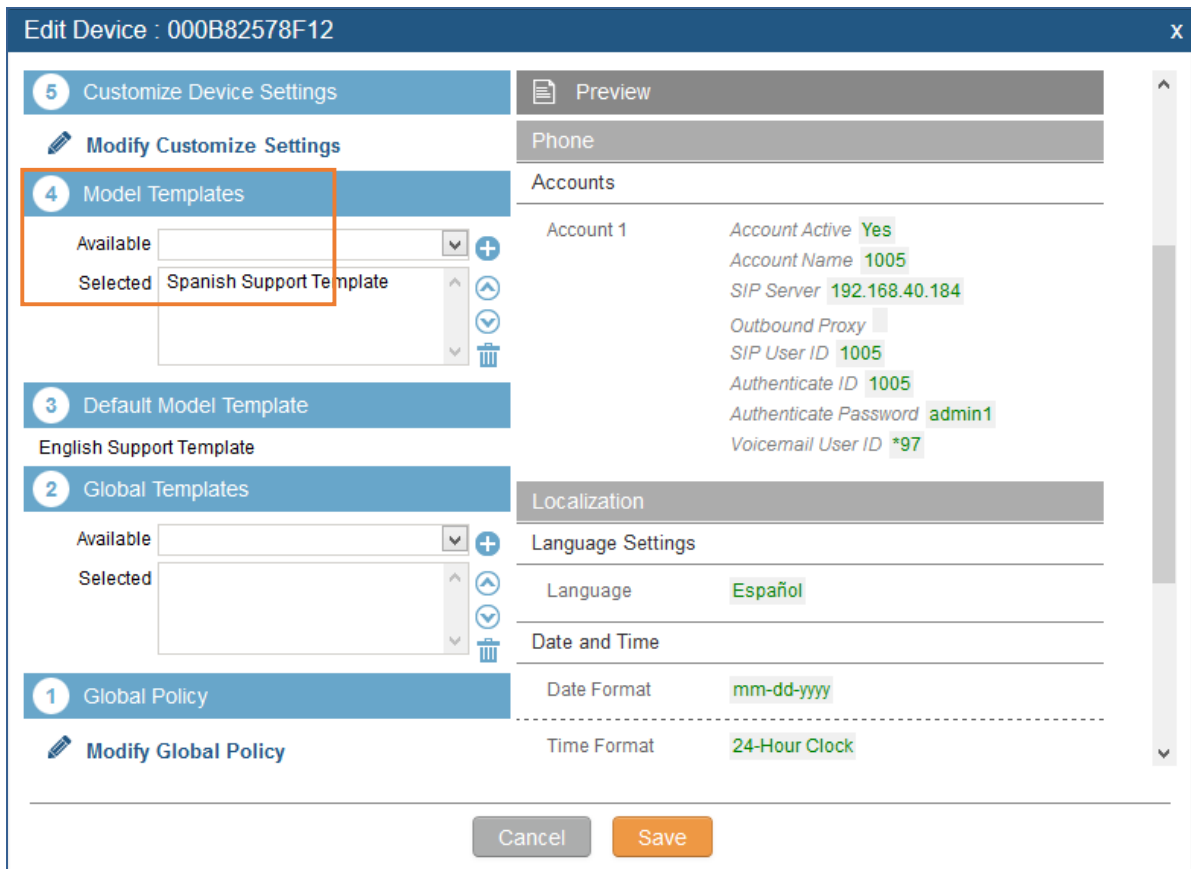 Edit Device : 000B82578F12
x
5 Customize Device Settings
Modify Customize Settings
4 Model Templates
Available
Selected Spanish Support Template
3 Default Model Template
English Support Template
2 Global Templates
Available
Selected
1 Global Policy
Modify Global Policy
Preview
Phone
Accounts
Account 1 Account Active Yes
Account Name 1005
SIP Server 192.168.40.184
Outbound Proxy
SIP User ID 1005
Authenticate ID 1005
Authenticate Password admin1
Voicemail User ID *97
Localization
Language Settings
Language Español
Date and Time
Date Format mm-dd-yyyy
Time Format 24-Hour Clock
Cancel Save